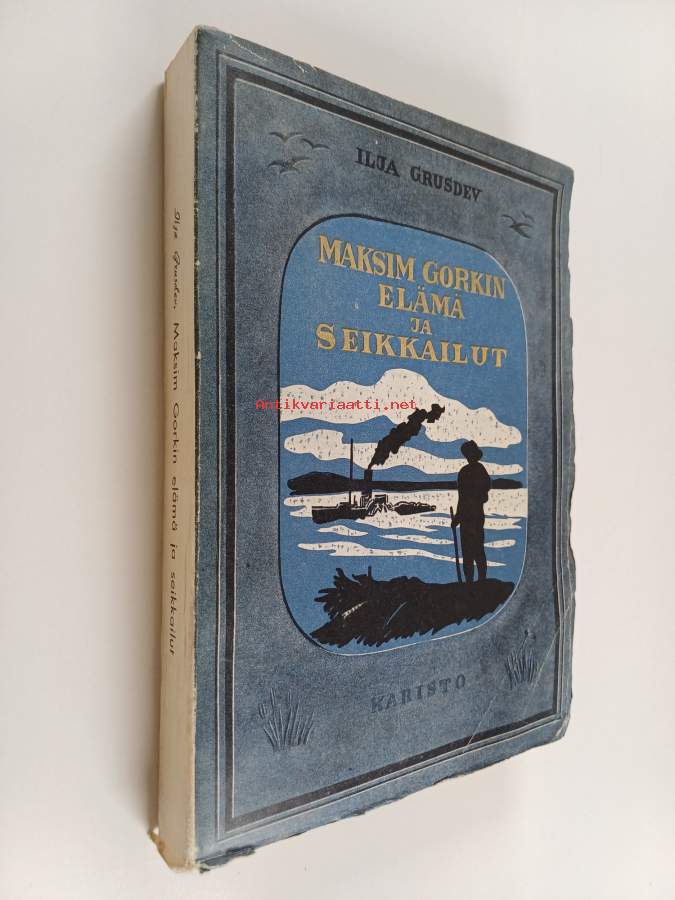 ILJA GRUSDEV
MAKSIM GORKIN
ELÄMÄ
JA
SEIKKAILUT
Antikvariaatti.net
KARISTO
Ilja Grusdev, Maksim Gorkin elämä ja seikkailut